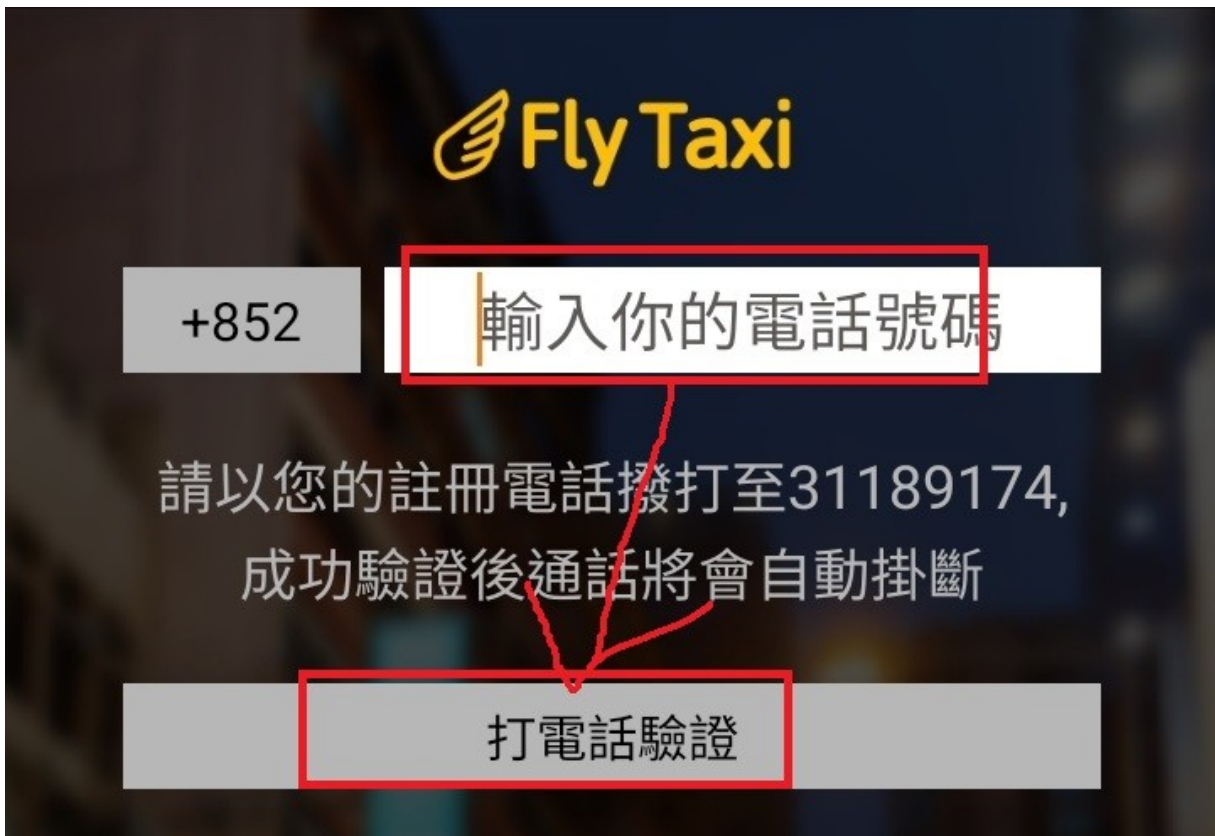 Fly Taxi
+852
輸入你的電話號碼
請以您的註冊電話撥打至31189174,
成功驗證後通話將會自動掛斷
打電話驗證